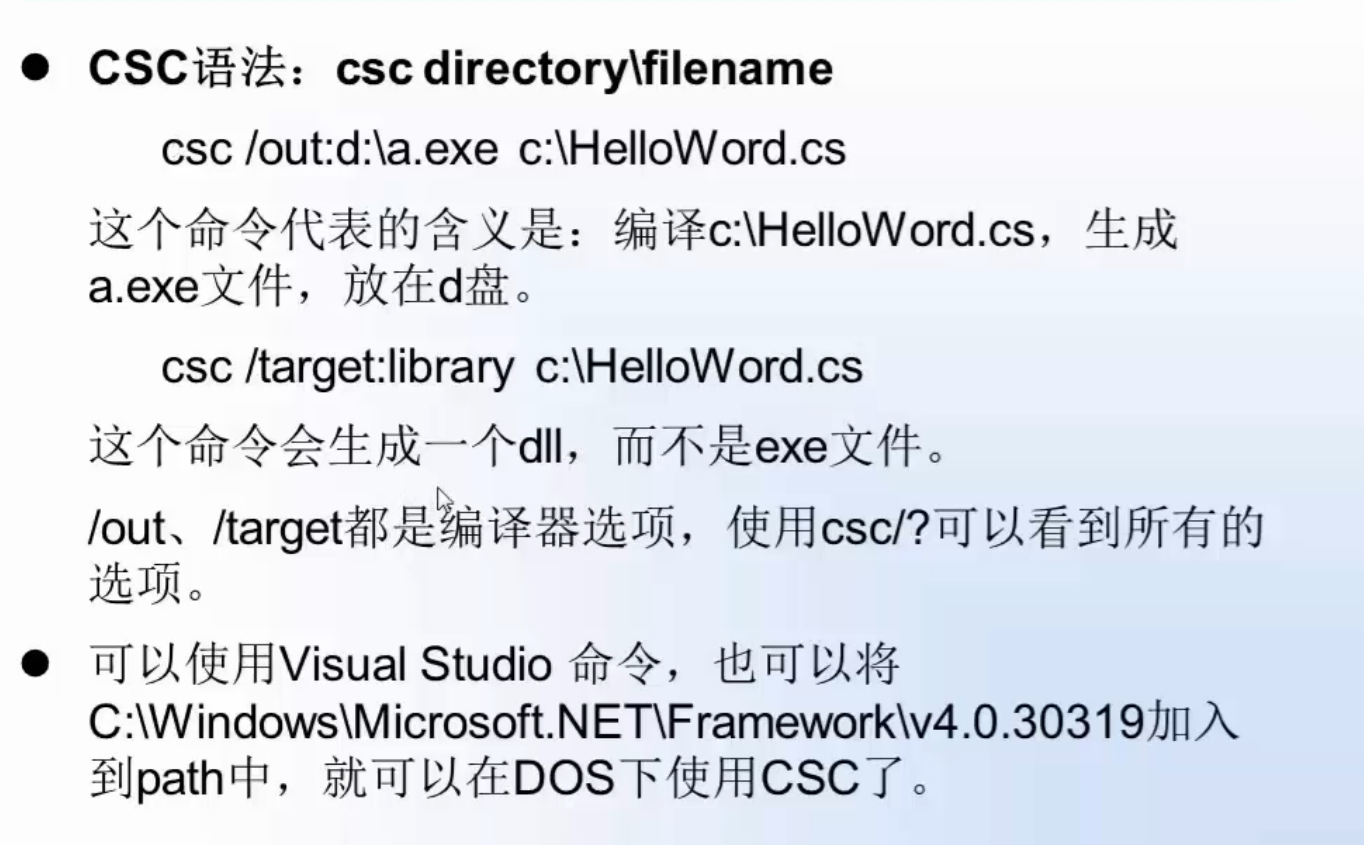 ● CSC语法：csc directory\filename
csc /out:d:\a.exe c:\HelloWord.cs
这个命令代表的含义是：编译c:\HelloWord.cs，生成
a.exe文件，放在d盘。
csc /target:library c:\HelloWord.cs
这个命令会生成一个dll，而不是exe文件。
/out、/target都是编译器选项，使用csc/?可以看到所有的
选项。
● 可以使用Visual Studio 命令，也可以将
C:\Windows\Microsoft.NET\Framework\v4.0.30319加入
到path中，就可以在DOS下使用CSC了。